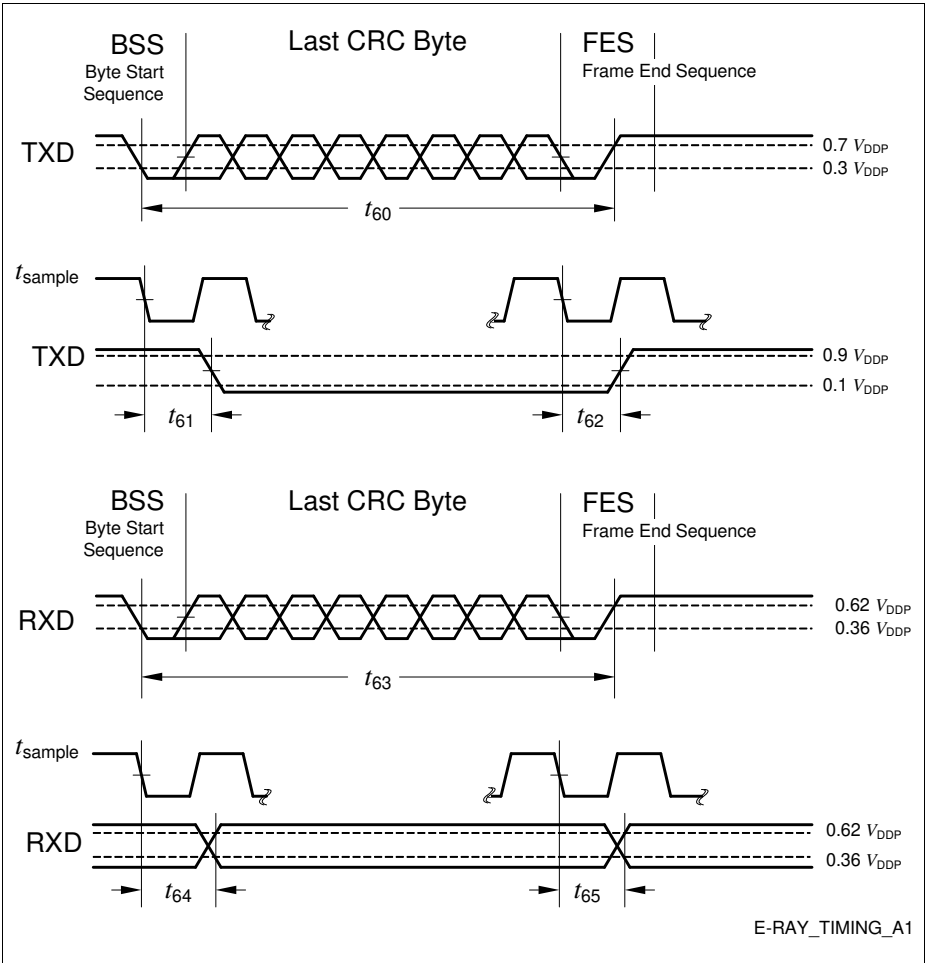 BSS Last CRC Byte FES
Byte Start Frame End Sequence
Sequence
TXD 0.7 VDDP
0.3 VDDP
t60
tsample
TXD 0.9 VDDP
0.1 VDDP
t61 t62
BSS Last CRC Byte FES
Byte Start Frame End Sequence
Sequence
RXD 0.62 VDDP
0.36 VDDP
t63
tsample
RXD 0.62 VDDP
0.36 VDDP
t64 t65
E-RAY_TIMING_A1